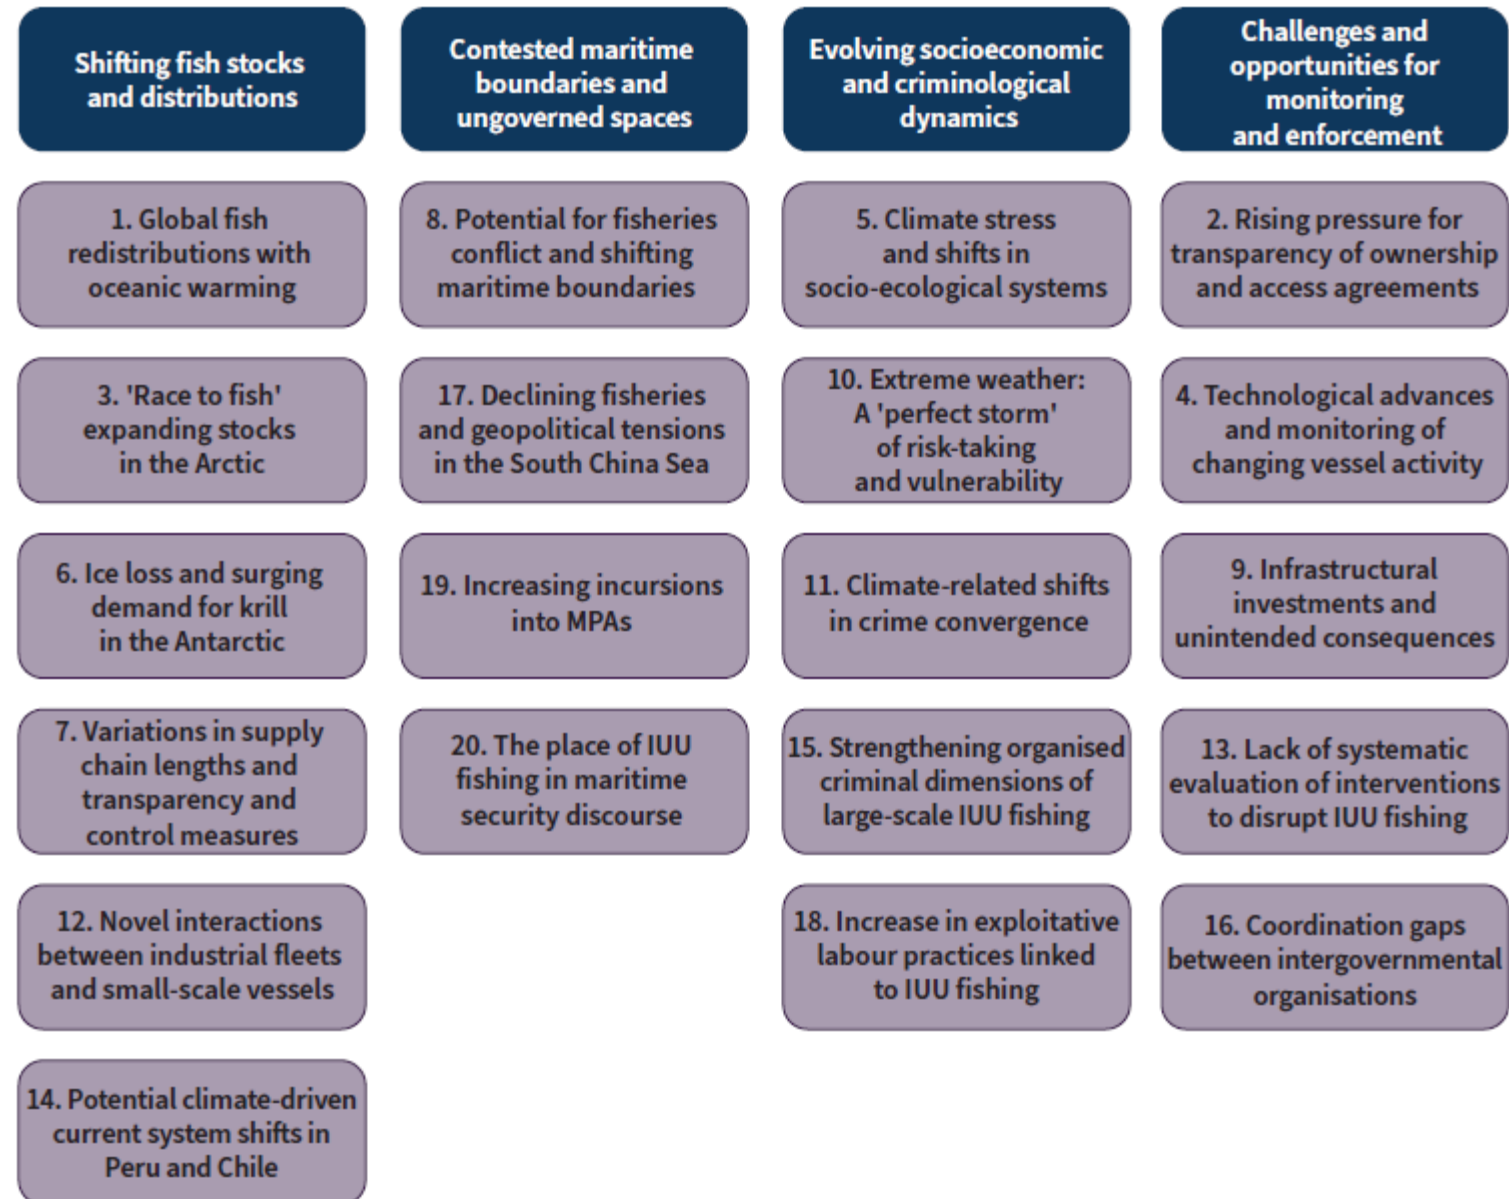 Shifting fish stocks
and distributions
1. Global fish
redistributions with
oceanic warming
3. 'Race to fish'
expanding stocks
in the Arctic
6. Ice loss and surging
demand for krill
in the Antarctic
7. Variations in supply
chain lengths and
transparency and
control measures
12. Novel interactions
between industrial fleets
and small-scale vessels
14. Potential climate-driven
current system shifts in
Peru and Chile
Contested maritime
boundaries and
ungoverned spaces
8. Potential for fisheries
conflict and shifting
maritime boundaries
17. Declining fisheries
and geopolitical tensions
in the South China Sea
19. Increasing incursions
into MPAs
20. The place of IUU
fishing in maritime
security discourse
Evolving socioeconomic
and criminological
dynamics
5. Climate stress
and shifts in
socio-ecological systems
10. Extreme weather:
A 'perfect storm'
of risk-taking
and vulnerability
11. Climate-related shifts
in crime convergence
15. Strengthening organised
criminal dimensions of
large-scale IUU fishing
18. Increase in exploitative
labour practices linked
to IUU fishing
Challenges and
opportunities for
monitoring
and enforcement
2. Rising pressure for
transparency of ownership
and access agreements
4. Technological advances
and monitoring of
changing vessel activity
9. Infrastructural
investments and
unintended consequences
13. Lack of systematic
evaluation of interventions
to disrupt IUU fishing
16. Coordination gaps
between intergovernmental
organisations